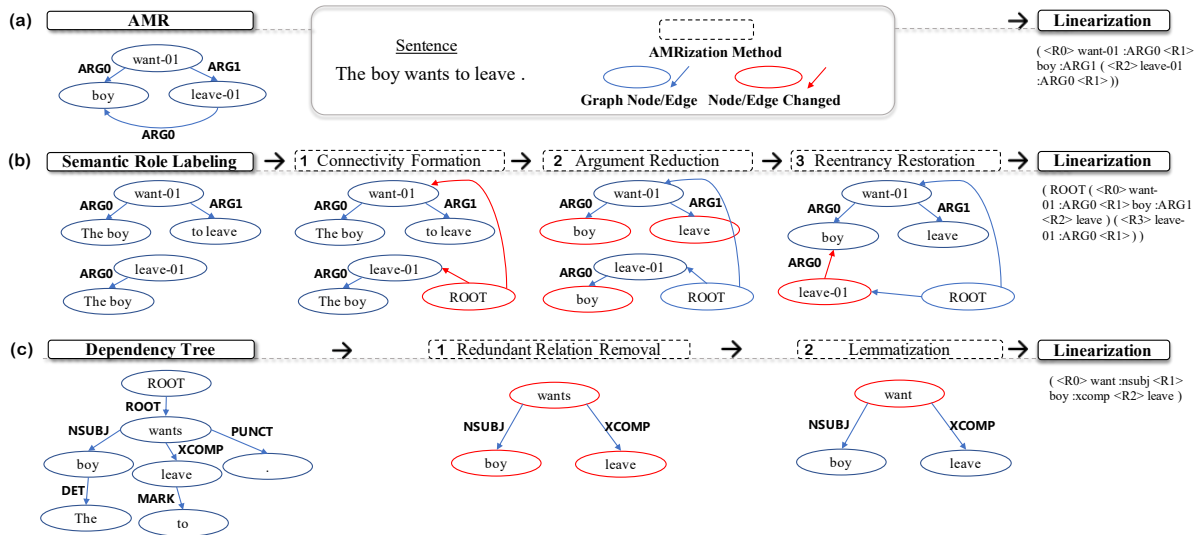 (a)
AMR
want-01
ARG0
ARG1
boy
leave-01
ARG0
Sentence
The boy wants to leave .
AMRization Method
Graph Node/Edge
Node/Edge Changed
Linearization
( <R0> want-01 :ARG0 <R1>
boy :ARG1 ( <R2> leave-01
:ARG0 <R1> ))
(b)
Semantic Role Labeling
want-01
ARG0
ARG1
The boy
to leave
leave-01
ARG0
The boy
1 Connectivity Formation
want-01
ARG0
ARG1
The boy
to leave
leave-01
ARG0
The boy
ROOT
2 Argument Reduction
want-01
ARG0
ARG1
boy
leave
ARG0
leave-01
boy
ROOT
3 Reentrancy Restoration
want-01
ARG0
ARG1
boy
leave
ARG0
leave-01
ROOT
Linearization
( ROOT ( <R0> want-
01 :ARG0 <R1> boy :ARG1
<R2> leave ) ( <R3> leave-
01 :ARG0 <R1> ) )
(c)
Dependency Tree
ROOT
ROOT
wants
NSUBJ
XCOMP
PUNCT
boy
leave
.
DET
MARK
The
to
1 Redundant Relation Removal
wants
NSUBJ
XCOMP
boy
leave
2 Lemmatization
want
NSUBJ
XCOMP
boy
leave
Linearization
( <R0> want :nsubj <R1>
boy :xcomp <R2> leave )